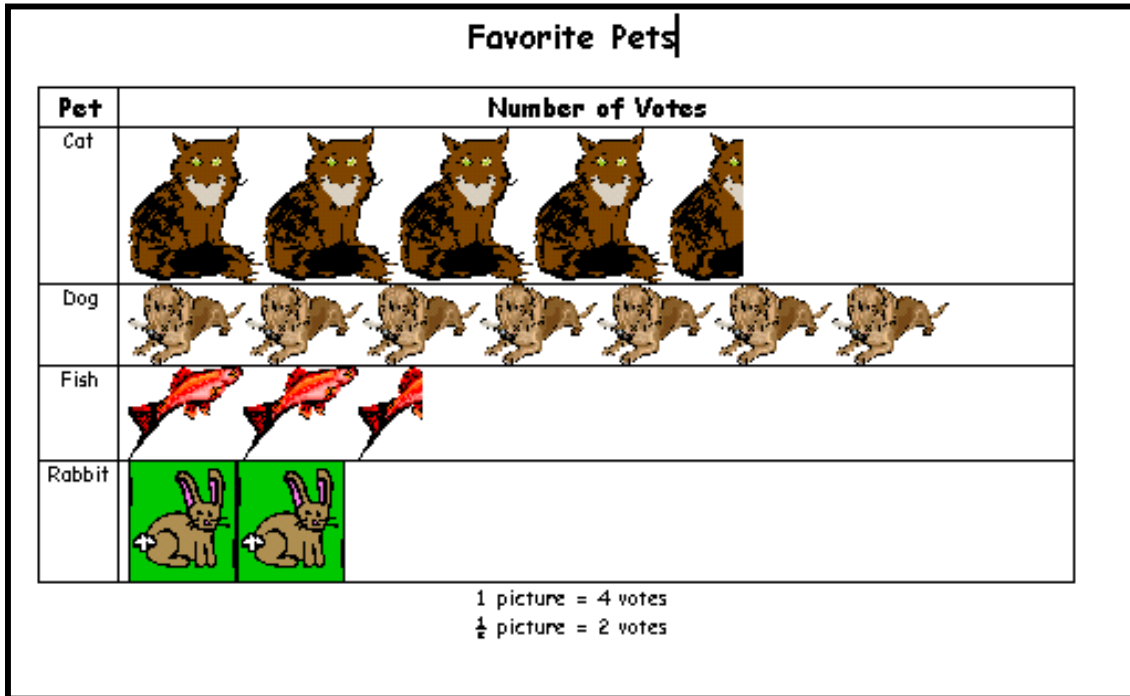 Favorite Pets
Pet Number of Votes
Cat
Dog
Fish
Rabbit
1 picture = 4 votes
½ picture = 2 votes